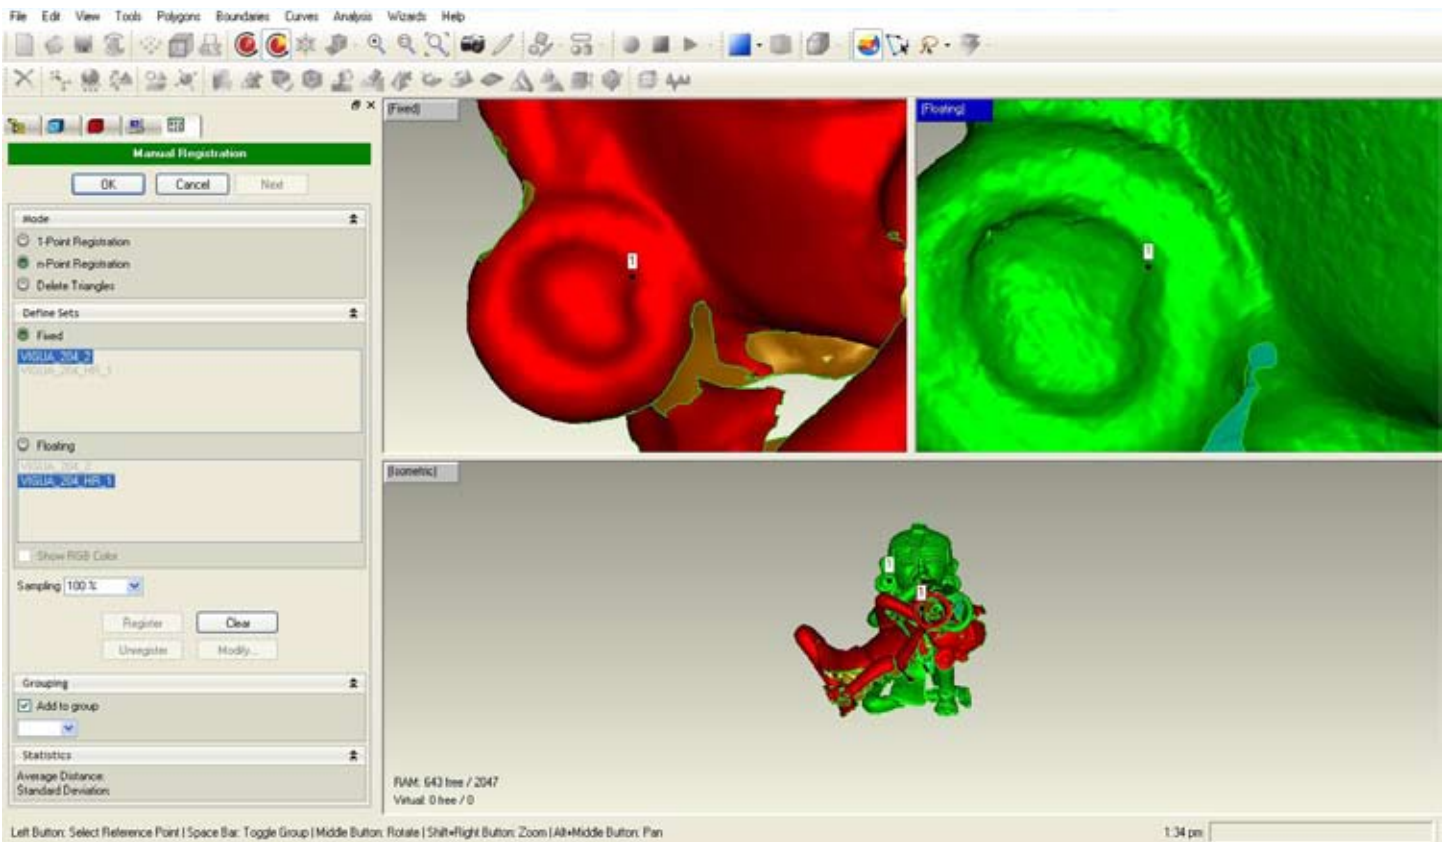 File Edit View Tools Polygons Boundaries Curves Analysis Wizards Help
[Fixed]
[Floating]
Manual Registration
OK Cancel Next
Mode
1-Point Registration
n-Point Registration
Delete Triangles
Define Sets
Fixed
VIGLIA_204_2
VIGLIA_204_HR_1
Floating
VIGLIA_204_2
VIGLIA_204_HR_1
Show RGB Color
Sampling 100 %
Register Clear
Unregister Modify...
Grouping
Add to group
Statistics
Average Distance:
Standard Deviation:
1
1
[Isometric]
1
1
RAM: 643 free / 2047
Virtual: 0 free / 0
Left Button: Select Reference Point | Space Bar: Toggle Group | Middle Button: Rotate | Shift+Right Button: Zoom | Alt+Middle Button: Pan
1:34 pm